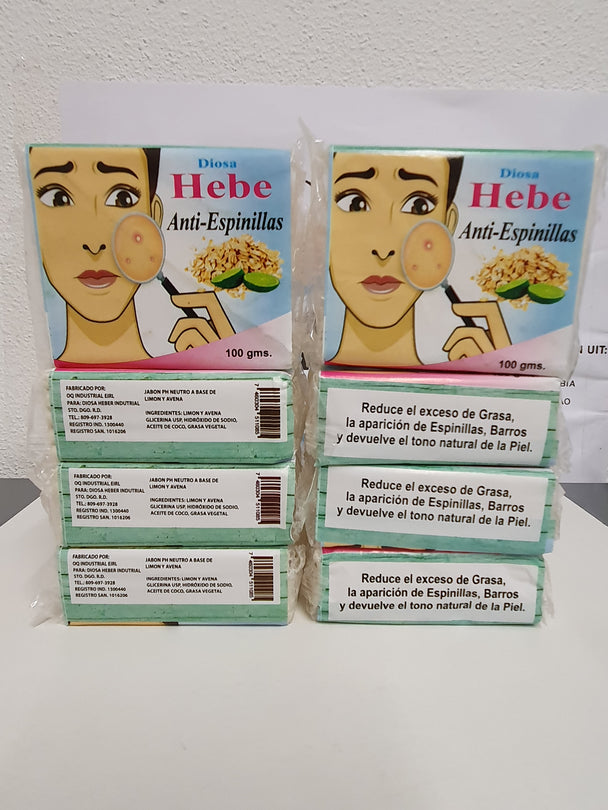 Diosa
Hebe
Anti-Espinillas
100 gms.
Diosa
Hebe
Anti-Espinillas
100 gms.
FABRICADO POR:
OQ INDUSTRIAL EIRL
PARA: DIOSA HEBER INDUTRIAL
STO. DGO. R.D.
TEL.: 809-697-3928
REGISTRO IND. 1300440
REGISTRO SAN. 1016206
JABON PH NEUTRO A BASE DE
LIMON Y AVENA
INGREDIENTES: LIMON Y AVENA
GLICERINA USP, HIDRÓXIDO DE SODIO,
ACEITE DE COCO, GRASA VEGETAL
Reduce el exceso de Grasa,
la aparición de Espinillas, Barros
y devuelve el tono natural de la Piel.
FABRICADO POR:
OQ INDUSTRIAL EIRL
PARA: DIOSA HEBER INDUTRIAL
STO. DGO. R.D.
TEL.: 809-697-3928
REGISTRO IND. 1300440
REGISTRO SAN. 1016206
JABON PH NEUTRO A BASE DE
LIMON Y AVENA
INGREDIENTES: LIMON Y AVENA
GLICERINA USP, HIDRÓXIDO DE SODIO,
ACEITE DE COCO, GRASA VEGETAL
Reduce el exceso de Grasa,
la aparición de Espinillas, Barros
y devuelve el tono natural de la Piel.
FABRICADO POR:
OQ INDUSTRIAL EIRL
PARA: DIOSA HEBER INDUTRIAL
STO. DGO. R.D.
TEL.: 809-697-3928
REGISTRO IND. 1300440
REGISTRO SAN. 1016206
JABON PH NEUTRO A BASE DE
LIMON Y AVENA
INGREDIENTES: LIMON Y AVENA
GLICERINA USP, HIDRÓXIDO DE SODIO,
ACEITE DE COCO, GRASA VEGETAL
Reduce el exceso de Grasa,
la aparición de Espinillas, Barros
y devuelve el tono natural de la Piel.
UIT: